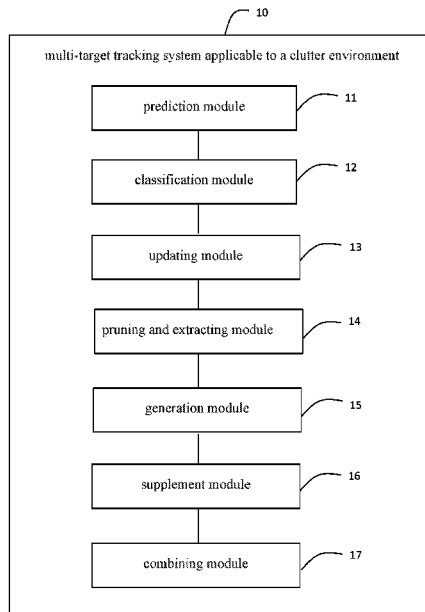 10
multi-target tracking system applicable to a clutter environment
prediction module
11
classification module
12
updating module
13
pruning and extracting module
14
generation module
15
supplement module
16
combining module
17